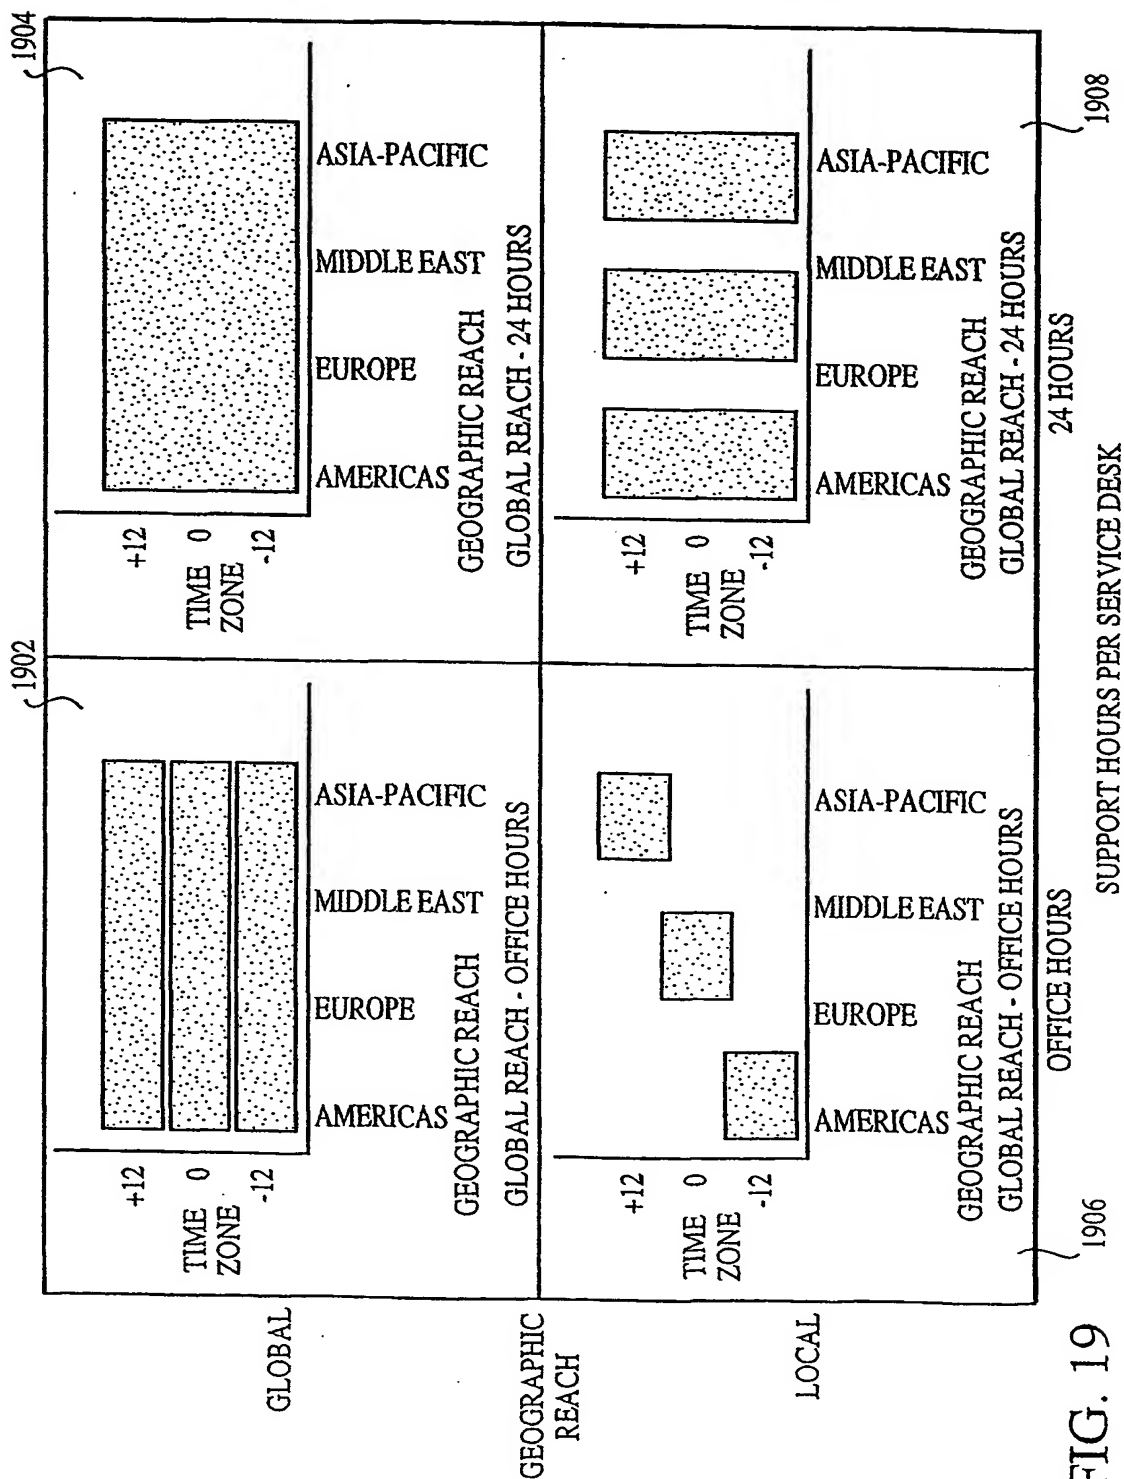 1902
1904
GLOBAL
+12
0
TIME
ZONE
-12
AMERICAS
EUROPE
MIDDLE EAST
ASIA-PACIFIC
GEOGRAPHIC REACH
GLOBAL REACH - OFFICE HOURS
+12
0
TIME
ZONE
-12
AMERICAS
EUROPE
MIDDLE EAST
ASIA-PACIFIC
GEOGRAPHIC REACH
GLOBAL REACH - 24 HOURS
GEOGRAPHIC
REACH
LOCAL
+12
0
TIME
ZONE
-12
AMERICAS
EUROPE
MIDDLE EAST
ASIA-PACIFIC
GEOGRAPHIC REACH
GLOBAL REACH - OFFICE HOURS
+12
0
TIME
ZONE
-12
AMERICAS
EUROPE
MIDDLE EAST
ASIA-PACIFIC
GEOGRAPHIC REACH
GLOBAL REACH - 24 HOURS
OFFICE HOURS
24 HOURS
1906
1908
SUPPORT HOURS PER SERVICE DESK
FIG. 19